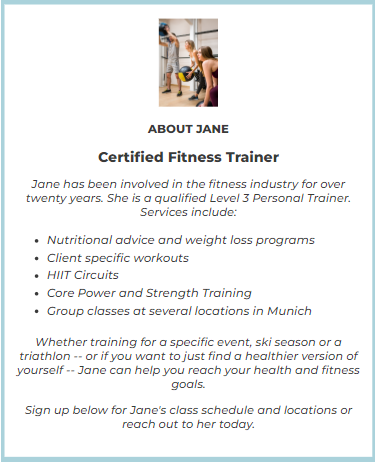 ABOUT JANE
Certified Fitness Trainer
Jane has been involved in the fitness industry for over
twenty years. She is a qualified Level 3 Personal Trainer.
Services include:
• Nutritional advice and weight loss programs
• Client specific workouts
• HIIT Circuits
• Core Power and Strength Training
• Group classes at several locations in Munich
Whether training for a specific event, ski season or a
triathlon -- or if you want to just find a healthier version of
yourself -- Jane can help you reach your health and fitness
goals.
Sign up below for Jane's class schedule and locations or
reach out to her today.